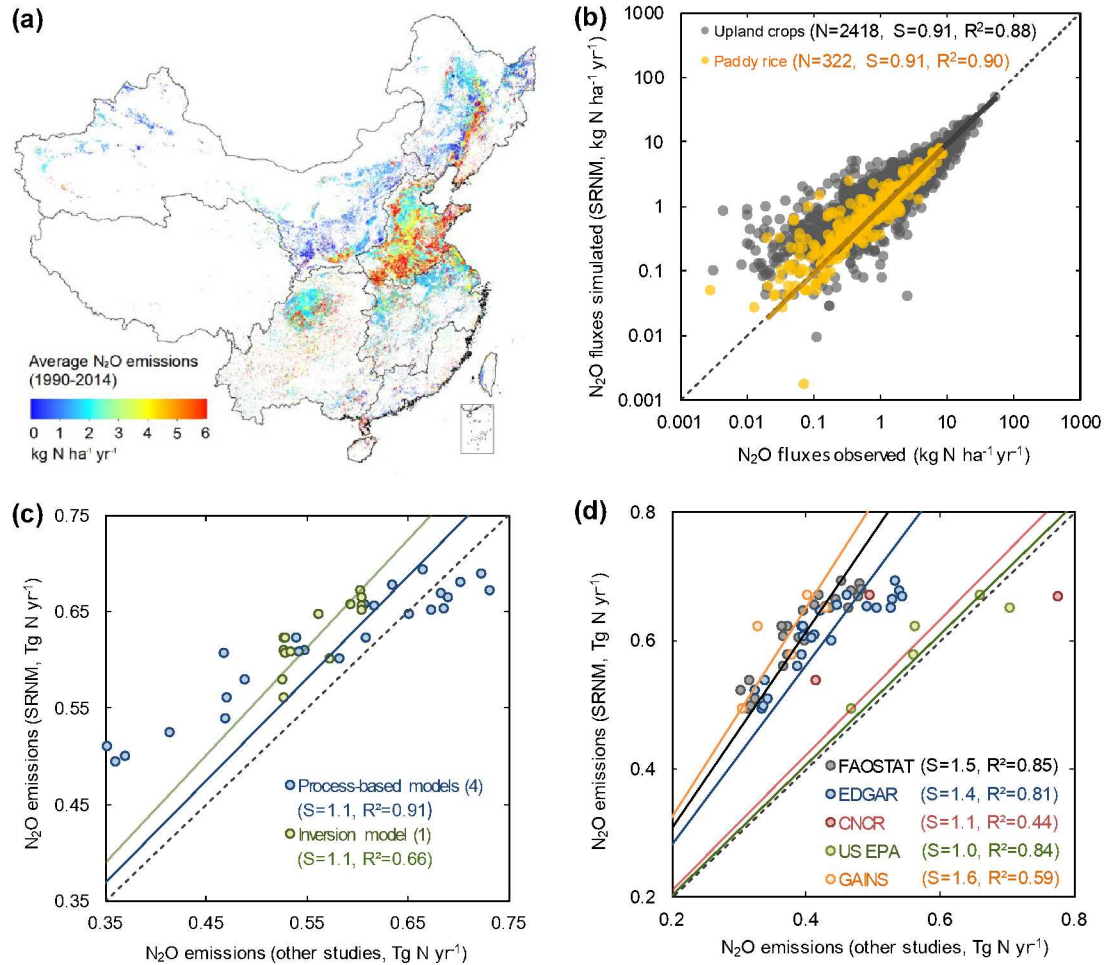 (a)
Average N₂O emissions
(1990-2014)
0 1 2 3 4 5 6
kg N ha⁻¹ yr⁻¹
(b)
Upland crops (N=2418, S=0.91, R²=0.88)
Paddy rice (N=322, S=0.91, R²=0.90)
N₂O fluxes simulated (SRNM, kg N ha⁻¹ yr⁻¹)
1000
100
10
1
0.1
0.01
0.001
0.001 0.01 0.1 1 10 100 1000
N₂O fluxes observed (kg N ha⁻¹ yr⁻¹)
(c)
N₂O emissions (SRNM, Tg N yr⁻¹)
0.75
0.65
0.55
0.45
0.35
Process-based models (4)
(S=1.1, R²=0.91)
Inversion model (1)
(S=1.1, R²=0.66)
0.35 0.45 0.55 0.65 0.75
N₂O emissions (other studies, Tg N yr⁻¹)
(d)
N₂O emissions (SRNM, Tg N yr⁻¹)
0.8
0.6
0.4
0.2
FAOSTAT (S=1.5, R²=0.85)
EDGAR (S=1.4, R²=0.81)
CNCR (S=1.1, R²=0.44)
US EPA (S=1.0, R²=0.84)
GAINS (S=1.6, R²=0.59)
0.2 0.4 0.6 0.8
N₂O emissions (other studies, Tg N yr⁻¹)